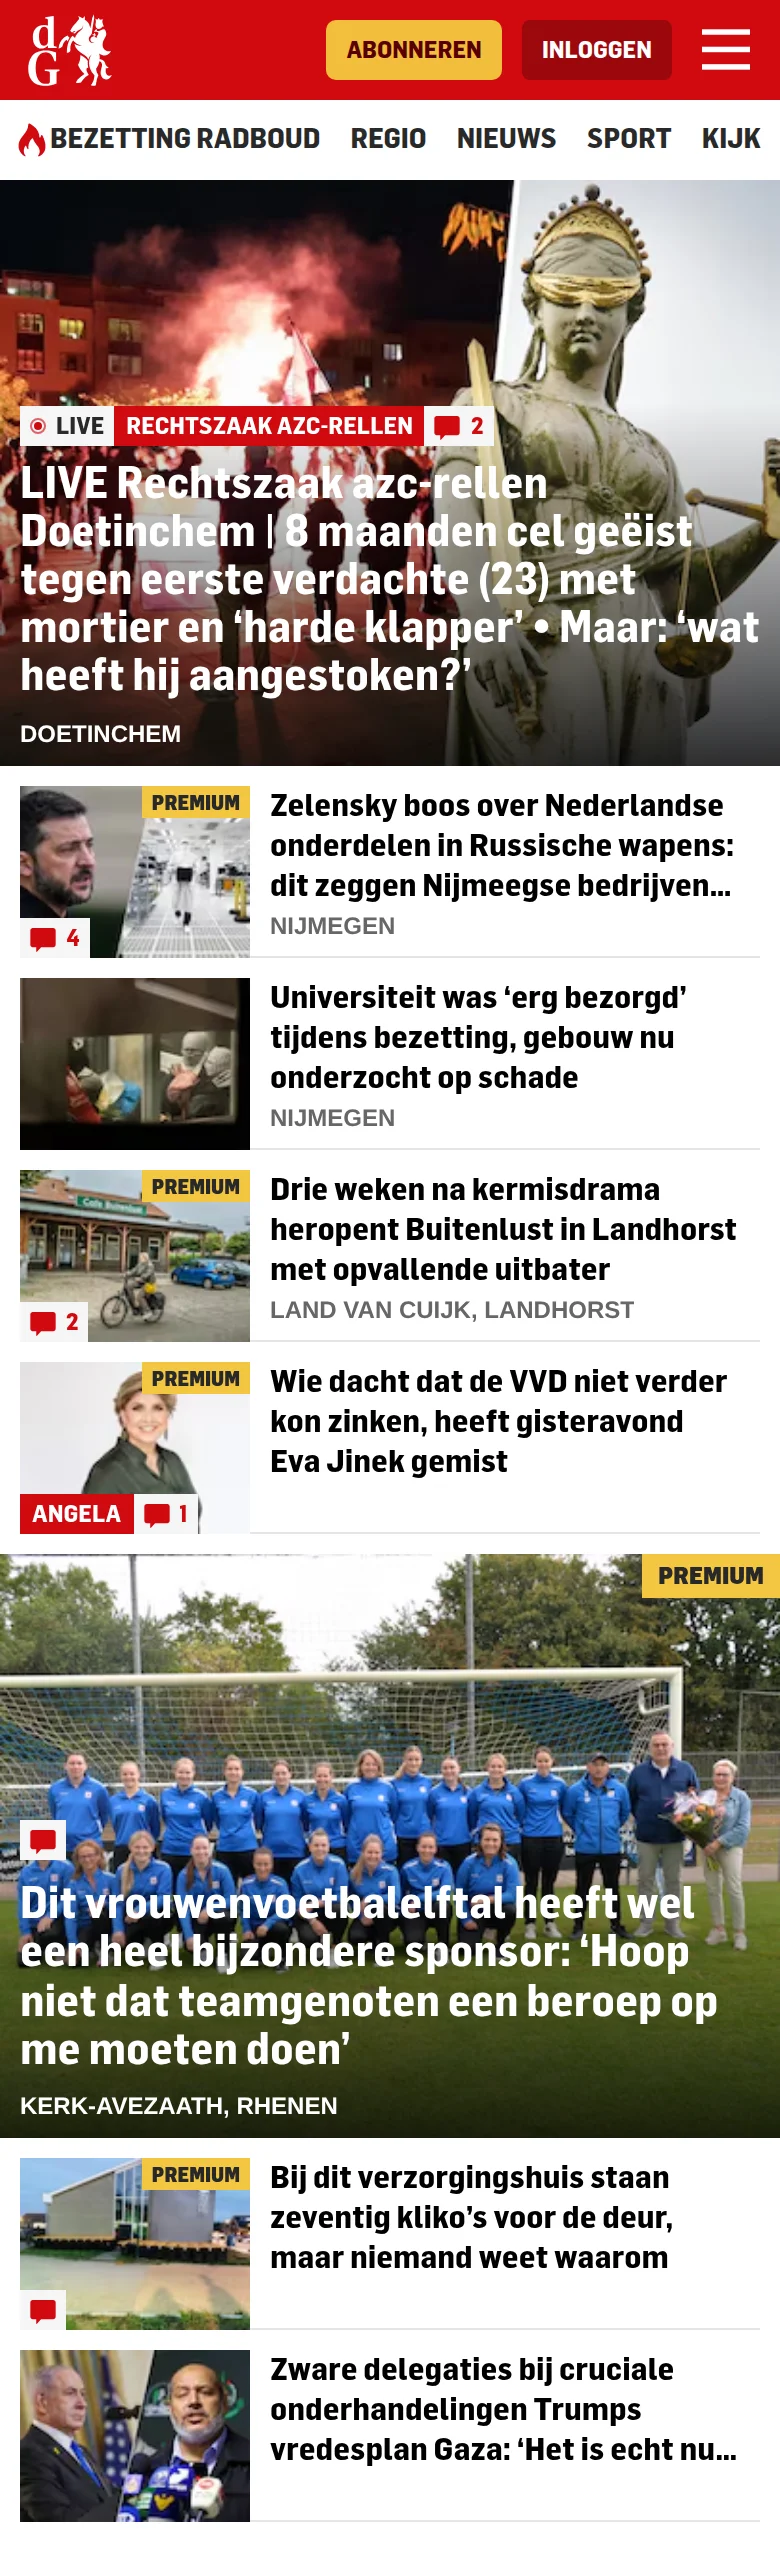 dG
ABONNEREN
INLOGGEN
BEZETTING RADBOUD REGIO NIEUWS SPORT KIJK
LIVE RECHTSZAAK AZC-RELLEN 2
LIVE Rechtszaak azc-rellen
Doetinchem | 8 maanden cel geëist
tegen eerste verdachte (23) met
mortier en ‘harde klapper’ • Maar: ‘wat
heeft hij aangestoken?’
DOETINCHEM
PREMIUM
4
Zelensky boos over Nederlandse
onderdelen in Russische wapens:
dit zeggen Nijmeegse bedrijven...
NIJMEGEN
Universiteit was ‘erg bezorgd’
tijdens bezetting, gebouw nu
onderzocht op schade
NIJMEGEN
PREMIUM
2
Drie weken na kermisdrama
heropent Buitenlust in Landhorst
met opvallende uitbater
LAND VAN CUIJK, LANDHORST
PREMIUM
ANGELA 1
Wie dacht dat de VVD niet verder
kon zinken, heeft gisteravond
Eva Jinek gemist
PREMIUM
Dit vrouwenvoetbalelftal heeft wel
een heel bijzondere sponsor: ‘Hoop
niet dat teamgenoten een beroep op
me moeten doen’
KERK-AVEZAATH, RHENEN
PREMIUM
Bij dit verzorgingshuis staan
zeventig kliko’s voor de deur,
maar niemand weet waarom
Zware delegaties bij cruciale
onderhandelingen Trumps
vredesplan Gaza: ‘Het is echt nu...